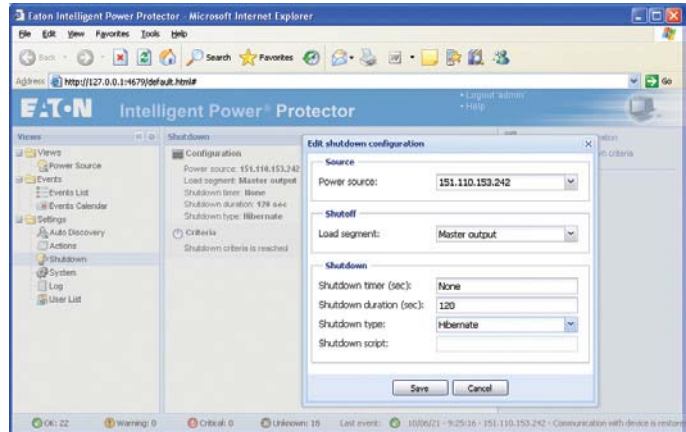 Eaton Intelligent Power Protector - Microsoft Internet Explorer
File Edit View Favorites Tools Help
Back Search Favorites
Address http://127.0.0.1:4679/default.html# Go
EATON Intelligent Power® Protector
Logout 'admin'
Help
Views
Views
Power Source
Events
Events List
Events Calendar
Settings
Auto Discovery
Actions
Shutdown
System
Log
User List
Shutdown
Configuration
Power source: 151.110.153.242
Load segment: Master output
Shutdown timer: None
Shutdown duration: 120 sec
Shutdown type: Hibernate
Criteria
Shutdown criteria is reached
Edit shutdown configuration
Source
Power source: 151.110.153.242
Shutoff
Load segment: Master output
Shutdown
Shutdown timer (sec): None
Shutdown duration (sec): 120
Shutdown type: Hibernate
Shutdown script:
Save Cancel
criteria
OK: 22 Warning: 0 Critical: 0 Unknown: 18 Last event: 10/06/21 - 9:25:16 - 151.110.153.242 - Communication with device is restore